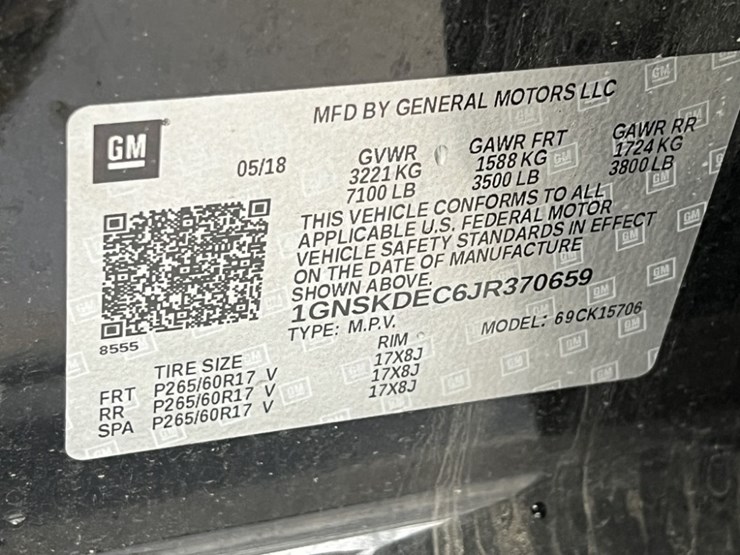 MFD BY GENERAL MOTORS LLC
GM
05/18
GVWR GAWR FRT GAWR RR
3221 KG 1588 KG 1724 KG
7100 LB 3500 LB 3800 LB
THIS VEHICLE CONFORMS TO ALL
APPLICABLE U.S. FEDERAL MOTOR
VEHICLE SAFETY STANDARDS IN EFFECT
ON THE DATE OF MANUFACTURE
SHOWN ABOVE.
1GNSKDEC6JR370659
TYPE: M.P.V. MODEL: 69CK15706
8555
TIRE SIZE RIM
FRT P265/60R17 V 17X8J
RR P265/60R17 V 17X8J
SPA P265/60R17 V 17X8J